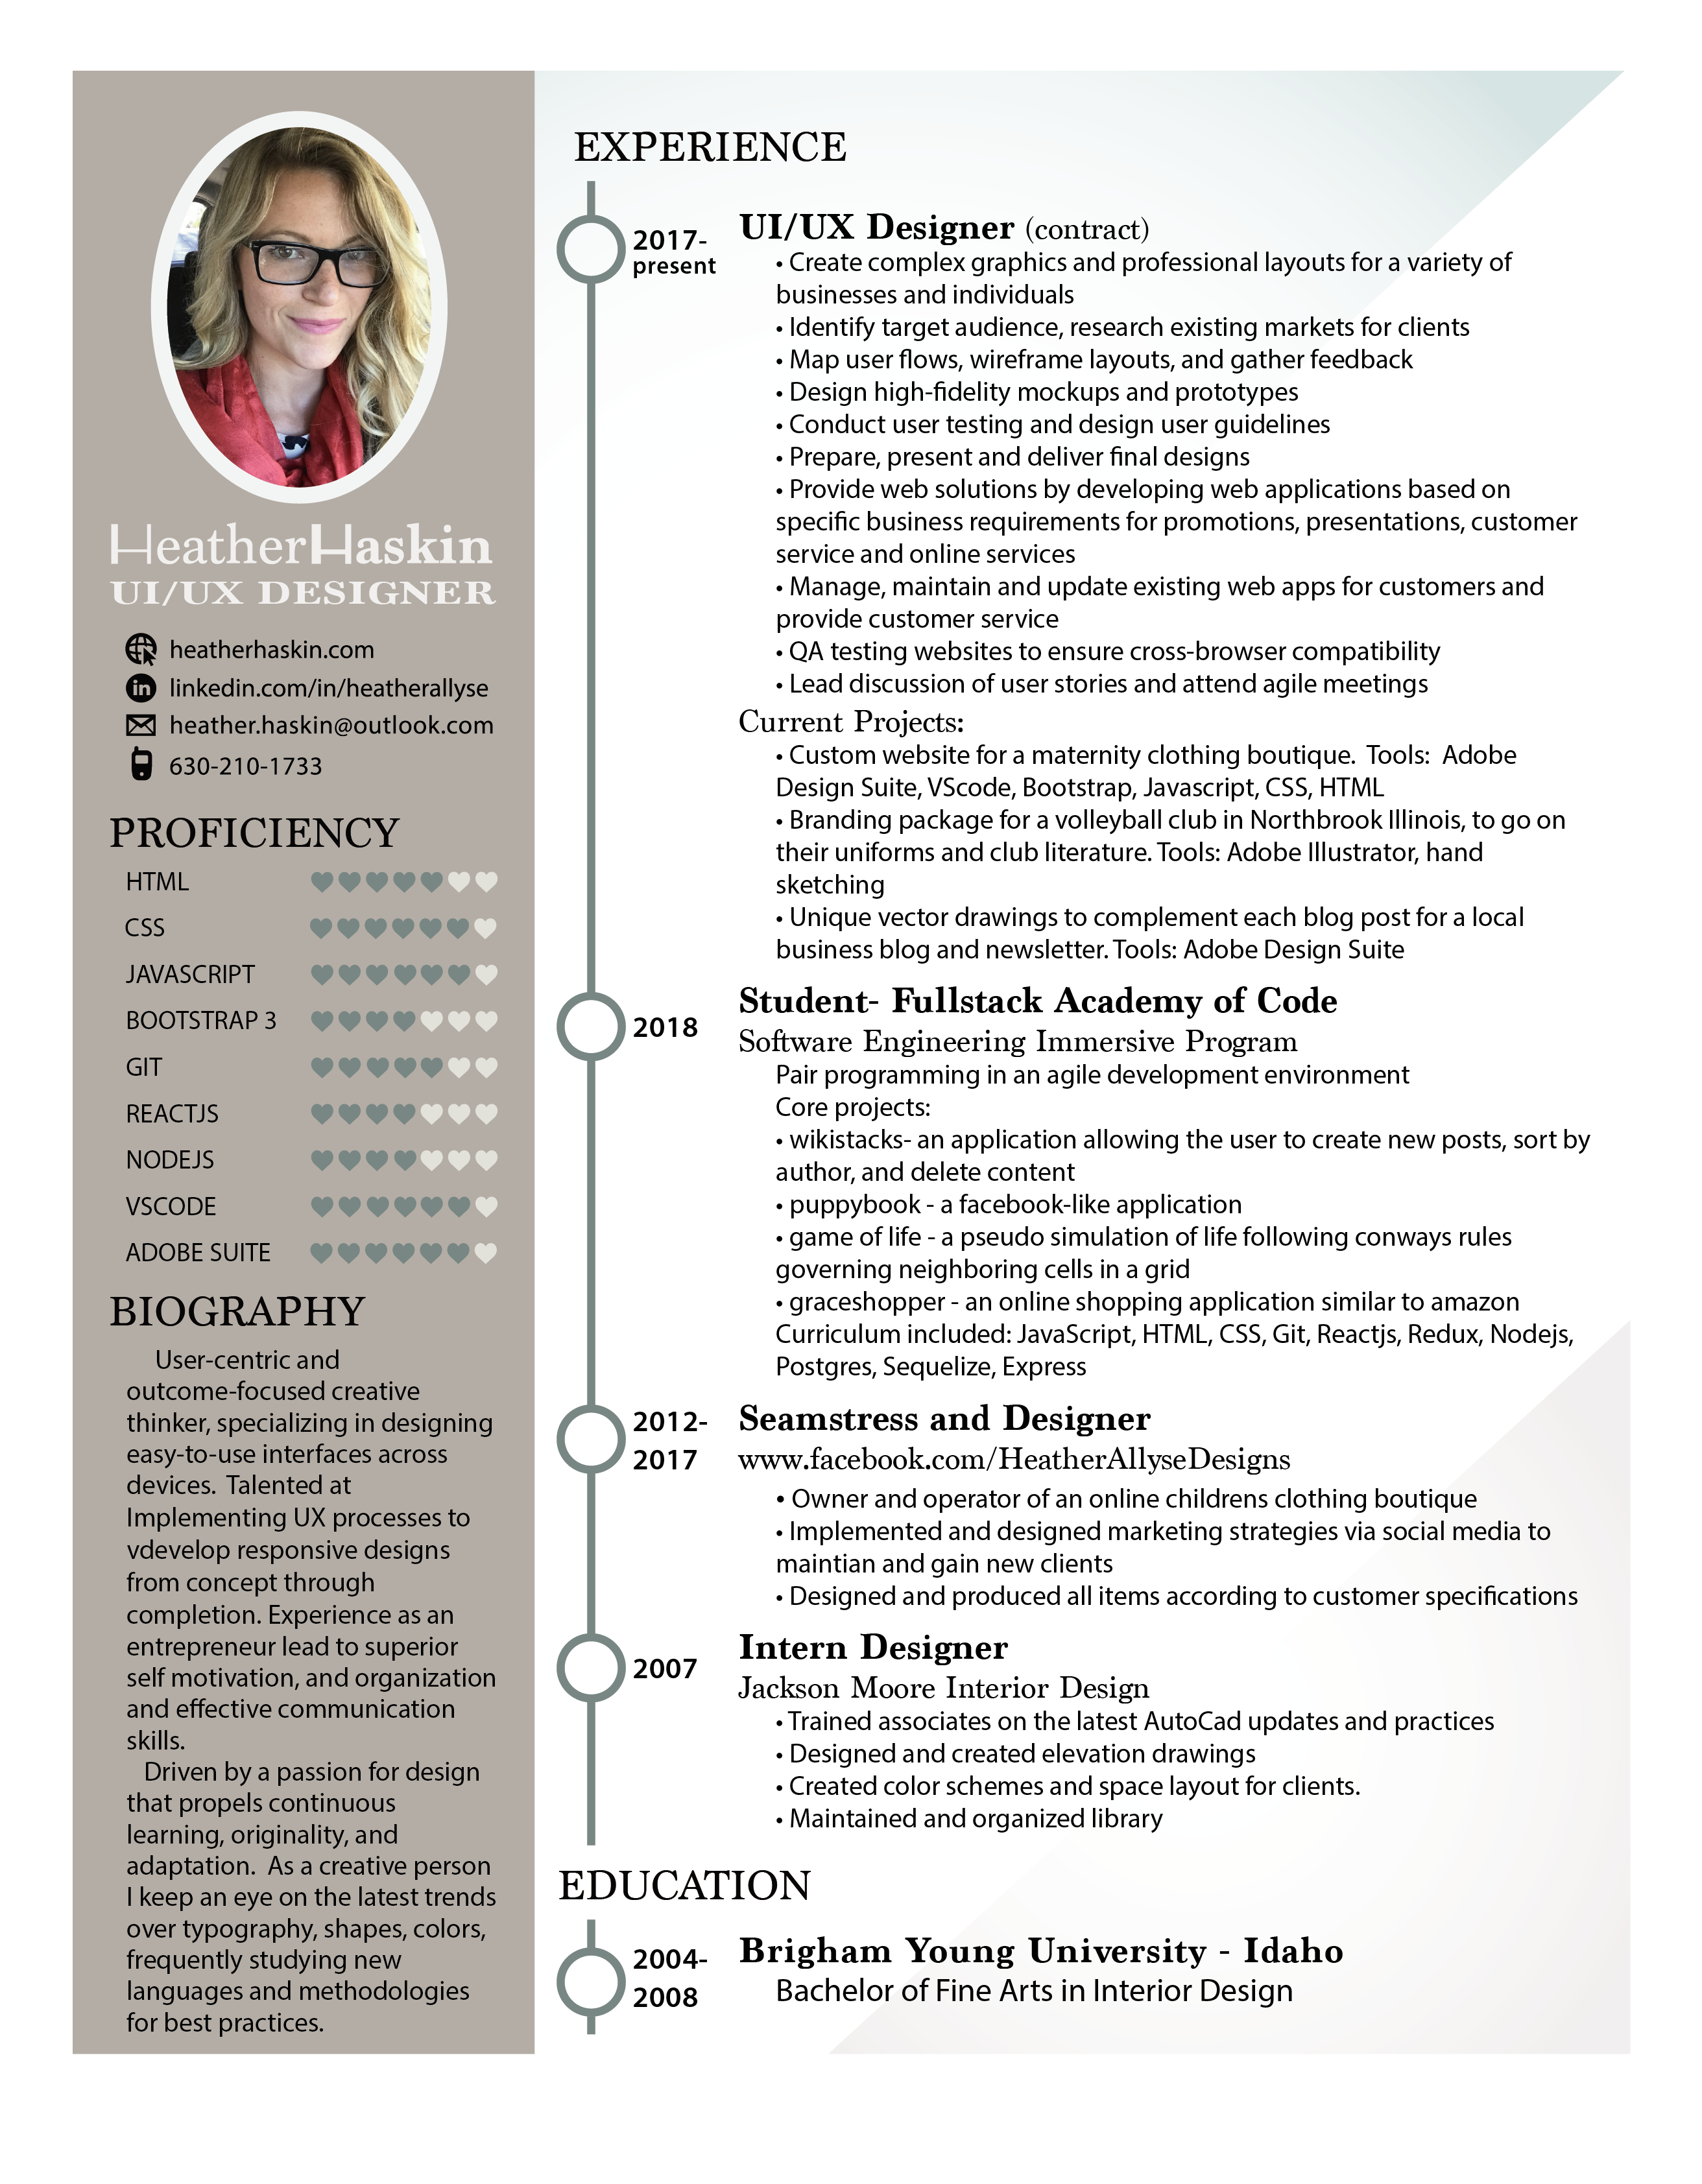 HeatherHaskin
UI/UX DESIGNER
heatherhaskin.com
linkedin.com/in/heatherallyse
heather.haskin@outlook.com
630-210-1733
PROFICIENCY
HTML
CSS
JAVASCRIPT
BOOTSTRAP 3
GIT
REACTJS
NODEJS
VSCODE
ADOBE SUITE
BIOGRAPHY
User-centric and
outcome-focused creative
thinker, specializing in designing
easy-to-use interfaces across
devices. Talented at
Implementing UX processes to
vdevelop responsive designs
from concept through
completion. Experience as an
entrepreneur lead to superior
self motivation, and organization
and effective communication
skills.
Driven by a passion for design
that propels continuous
learning, originality, and
adaptation. As a creative person
I keep an eye on the latest trends
over typography, shapes, colors,
frequently studying new
languages and methodologies
for best practices.
EXPERIENCE
2017-
present
UI/UX Designer (contract)
• Create complex graphics and professional layouts for a variety of
businesses and individuals
• Identify target audience, research existing markets for clients
• Map user flows, wireframe layouts, and gather feedback
• Design high-fidelity mockups and prototypes
• Conduct user testing and design user guidelines
• Prepare, present and deliver final designs
• Provide web solutions by developing web applications based on
specific business requirements for promotions, presentations, customer
service and online services
• Manage, maintain and update existing web apps for customers and
provide customer service
• QA testing websites to ensure cross-browser compatibility
• Lead discussion of user stories and attend agile meetings
Current Projects:
• Custom website for a maternity clothing boutique. Tools: Adobe
Design Suite, VScode, Bootstrap, Javascript, CSS, HTML
• Branding package for a volleyball club in Northbrook Illinois, to go on
their uniforms and club literature. Tools: Adobe Illustrator, hand
sketching
• Unique vector drawings to complement each blog post for a local
business blog and newsletter. Tools: Adobe Design Suite
2018
Student- Fullstack Academy of Code
Software Engineering Immersive Program
Pair programming in an agile development environment
Core projects:
• wikistacks- an application allowing the user to create new posts, sort by
author, and delete content
• puppybook - a facebook-like application
• game of life - a pseudo simulation of life following conways rules
governing neighboring cells in a grid
• graceshopper - an online shopping application similar to amazon
Curriculum included: JavaScript, HTML, CSS, Git, Reactjs, Redux, Nodejs,
Postgres, Sequelize, Express
2012-
2017
Seamstress and Designer
www.facebook.com/HeatherAllyseDesigns
• Owner and operator of an online childrens clothing boutique
• Implemented and designed marketing strategies via social media to
maintian and gain new clients
• Designed and produced all items according to customer specifications
2007
Intern Designer
Jackson Moore Interior Design
• Trained associates on the latest AutoCad updates and practices
• Designed and created elevation drawings
• Created color schemes and space layout for clients.
• Maintained and organized library
EDUCATION
2004-
2008
Brigham Young University - Idaho
Bachelor of Fine Arts in Interior Design